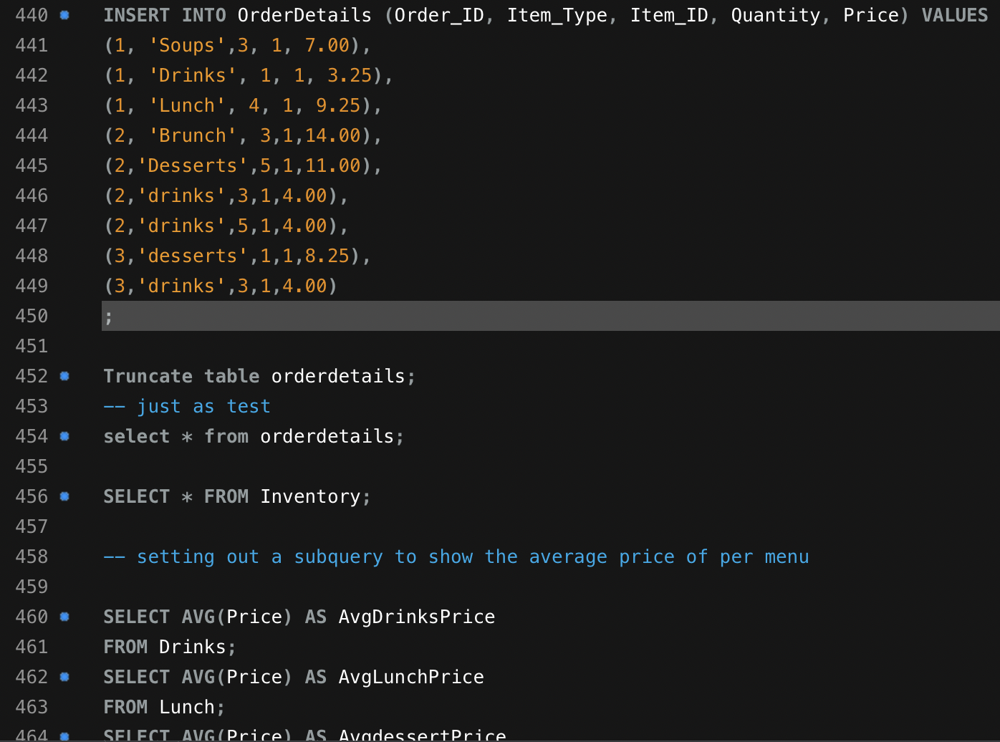 440 INSERT INTO OrderDetails (Order_ID, Item_Type, Item_ID, Quantity, Price) VALUES
441 (1, 'Soups',3, 1, 7.00),
442 (1, 'Drinks', 1, 1, 3.25),
443 (1, 'Lunch', 4, 1, 9.25),
444 (2, 'Brunch', 3,1,14.00),
445 (2,'Desserts',5,1,11.00),
446 (2,'drinks',3,1,4.00),
447 (2,'drinks',5,1,4.00),
448 (3,'desserts',1,1,8.25),
449 (3,'drinks',3,1,4.00)
450 ;
451
452 Truncate table orderdetails;
453 -- just as test
454 select * from orderdetails;
455
456 SELECT * FROM Inventory;
457
458 -- setting out a subquery to show the average price of per menu
459
460 SELECT AVG(Price) AS AvgDrinksPrice
461 FROM Drinks;
462 SELECT AVG(Price) AS AvgLunchPrice
463 FROM Lunch;
464 SELECT AVG(Price) AS AvgdessertPrice